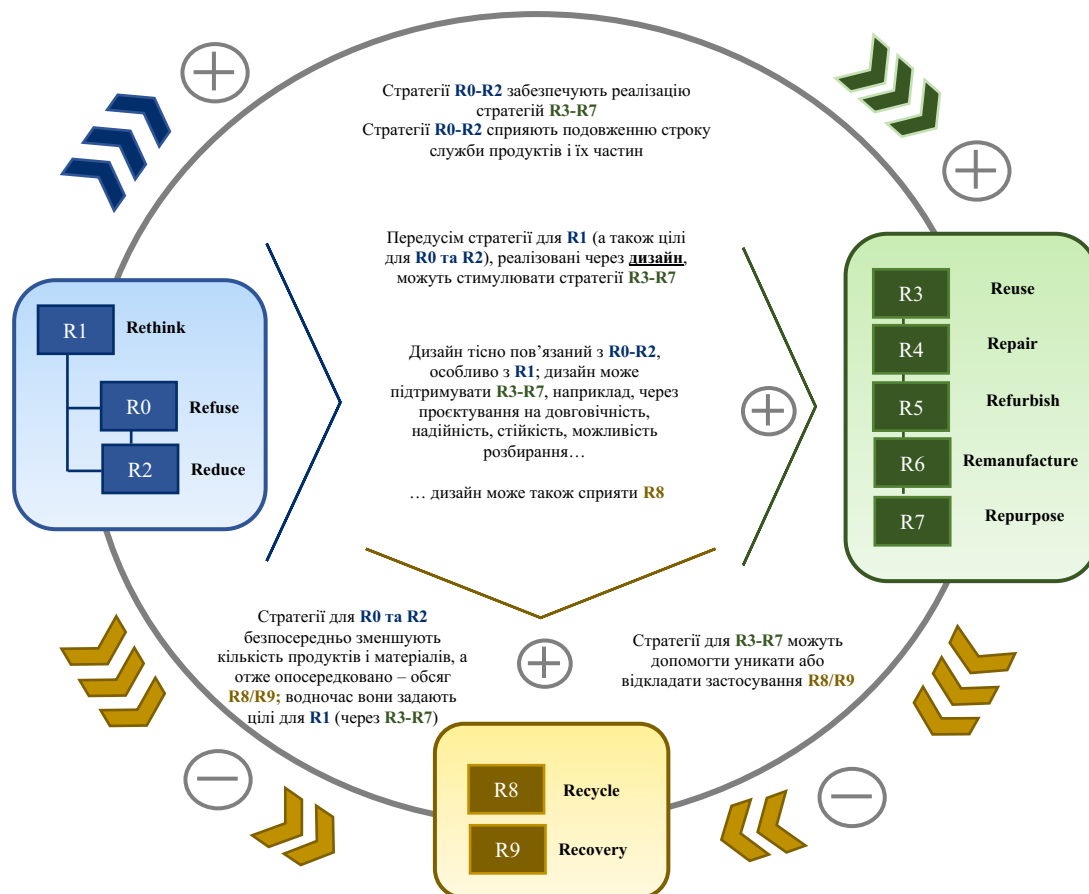 Стратегії R0-R2 забезпечують реалізацію
стратегій R3-R7
Стратегії R0-R2 сприяють подовженню строку
служби продуктів і їх частин
Передусім стратегії для R1 (а також цілі
для R0 та R2), реалізовані через дизайн,
можуть стимулювати стратегії R3-R7
R1 Rethink
R0 Refuse
R2 Reduce
Дизайн тісно пов’язаний з R0-R2,
особливо з R1; дизайн може
підтримувати R3-R7, наприклад, через
проєктування на довговічність,
надійність, стійкість, можливість
розбирання…
… дизайн може також сприяти R8
R3 Reuse
R4 Repair
R5 Refurbish
R6 Remanufacture
R7 Repurpose
Стратегії для R0 та R2
безпосередньо зменшують
кількість продуктів і матеріалів, а
отже опосередковано – обсяг
R8/R9; водночас вони задають
цілі для R1 (через R3-R7)
Стратегії для R3-R7 можуть
допомогти уникати або
відкладати застосування R8/R9
R8 Recycle
R9 Recovery